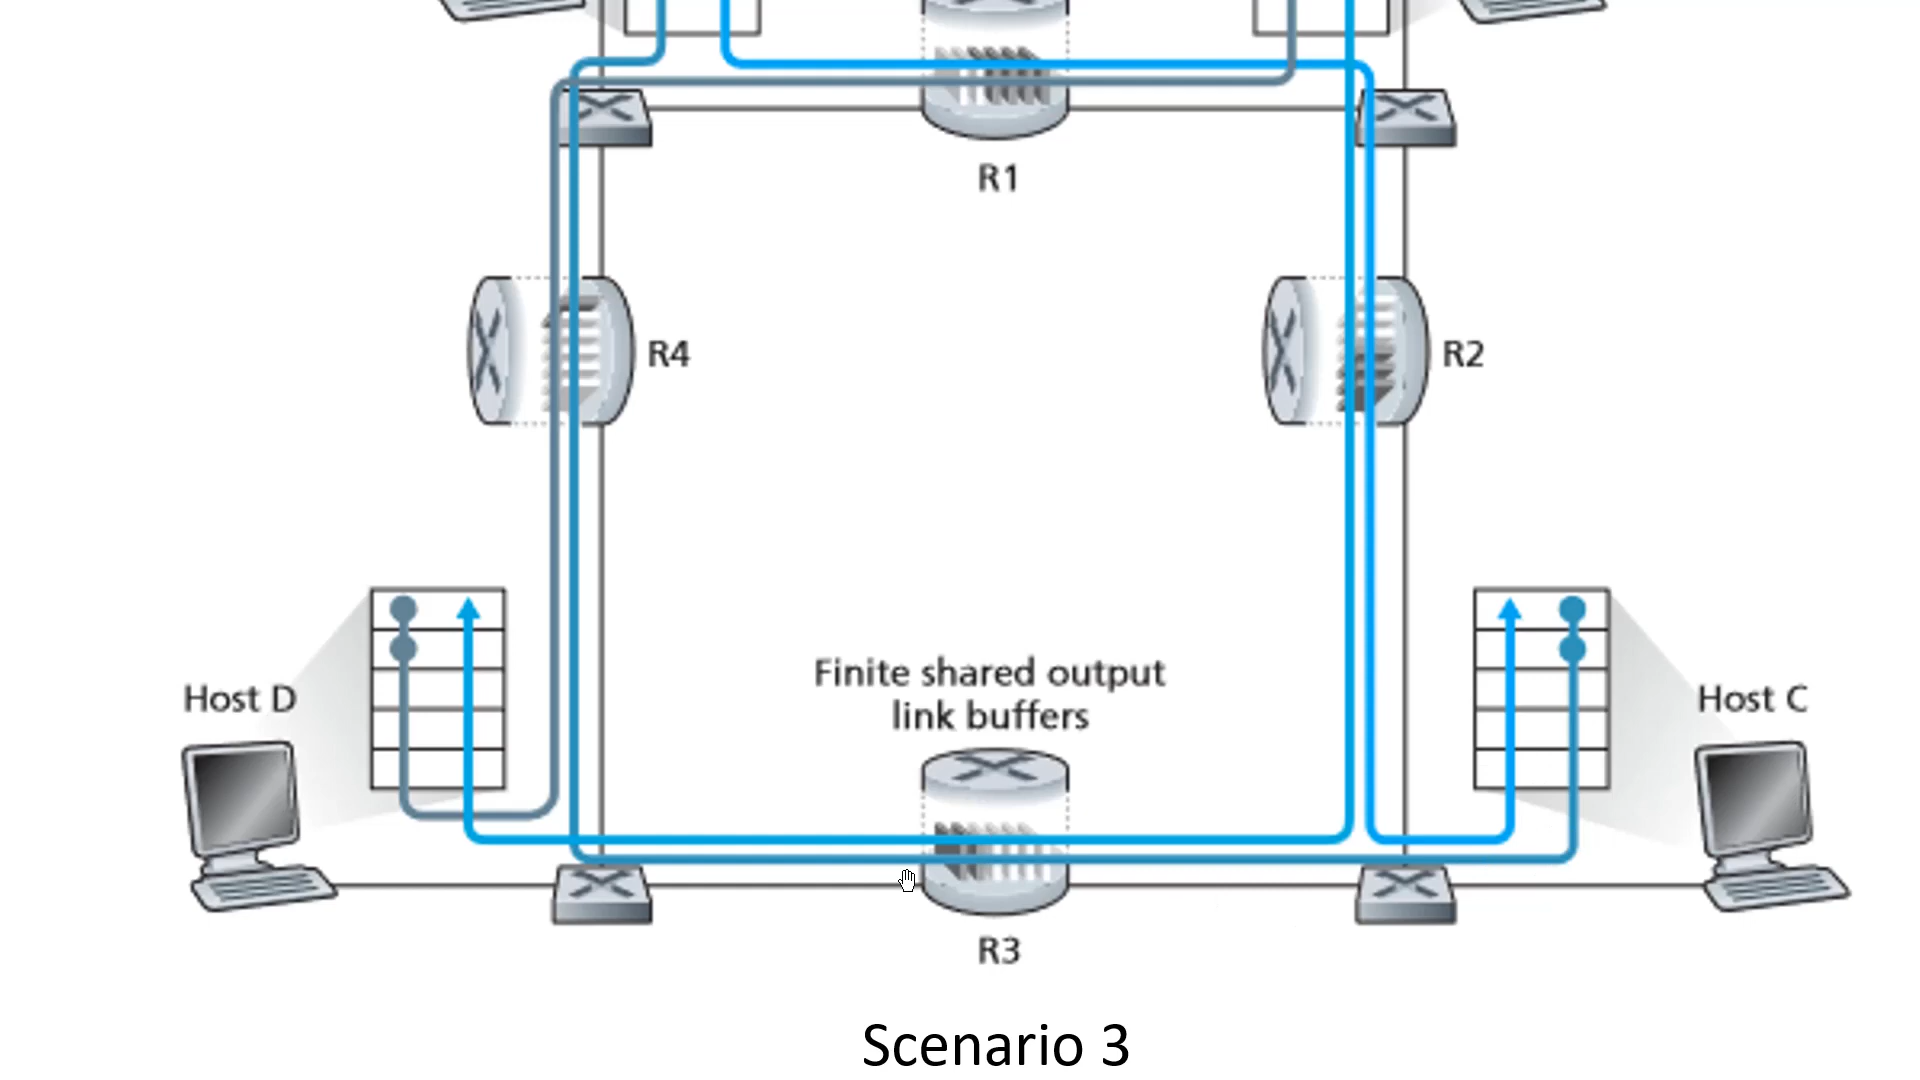 R1
R4
R2
Finite shared output
link buffers
Host D
Host C
R3
Scenario 3